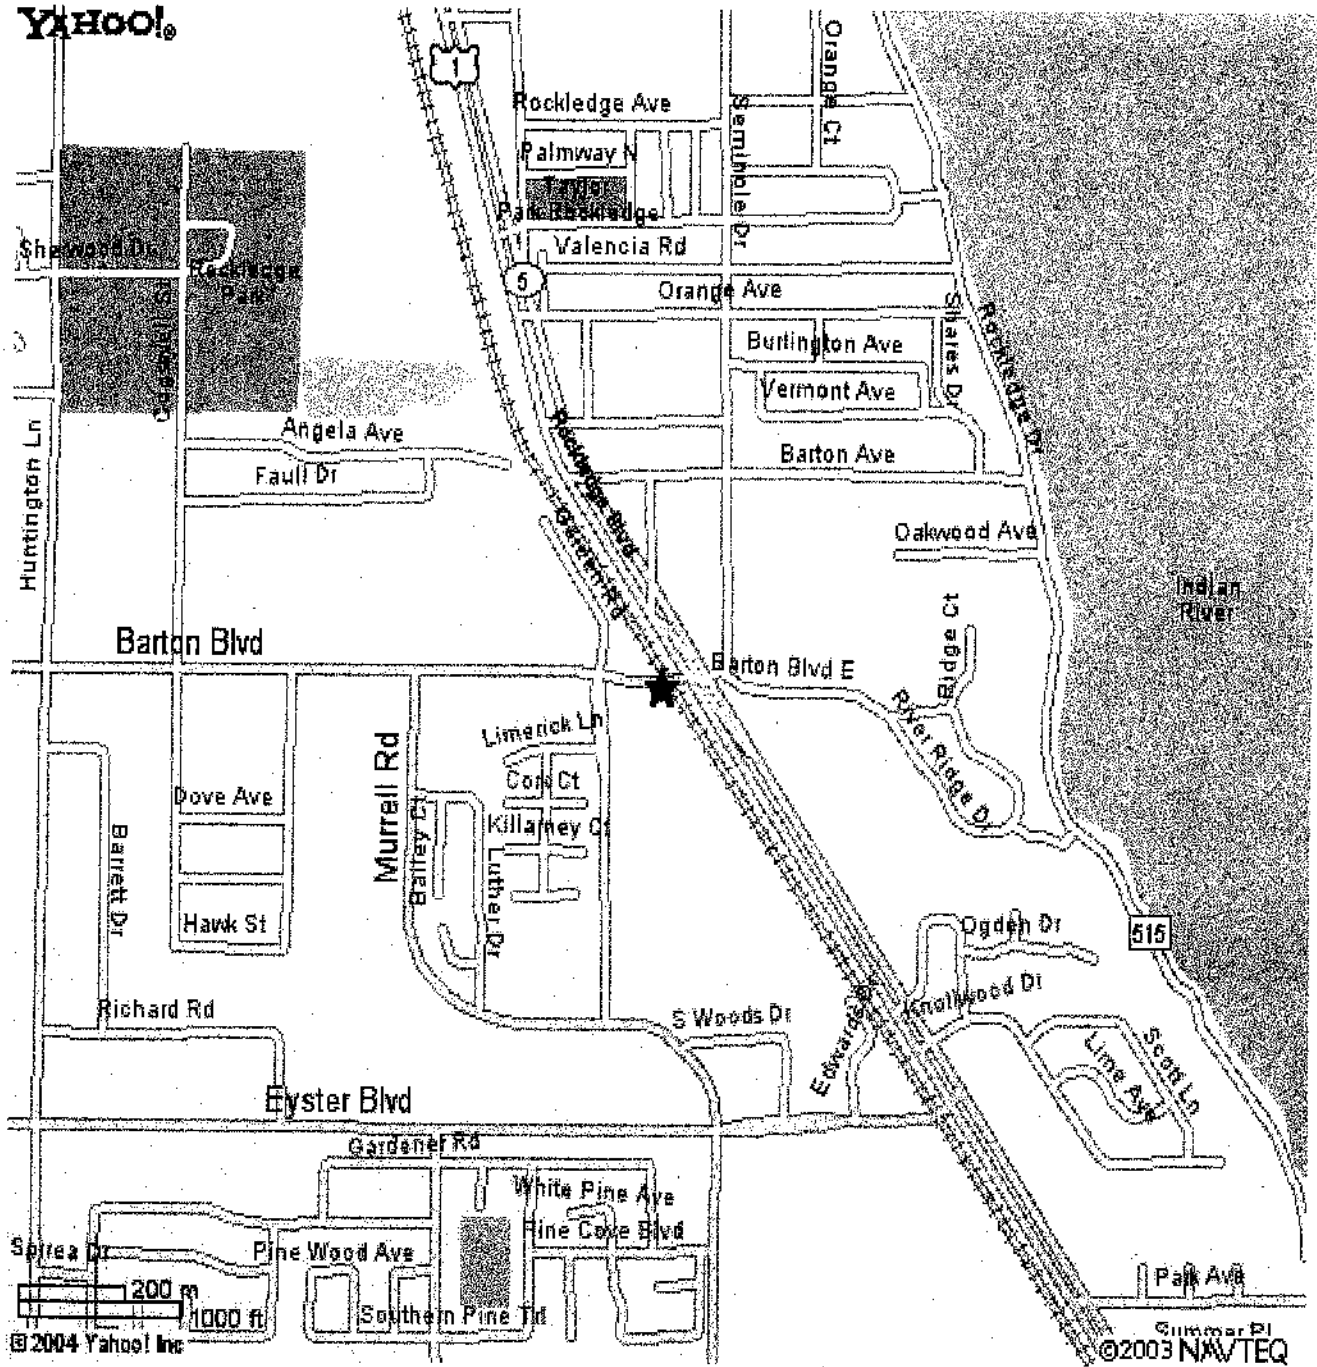 YAHOO!®
1
Orange Ct
Rockledge Ave
Seminole Dr
Palmway N
Taylor
Park Rockledge
Sherwood Dr
Valencia Rd
Rockledge
Park
5
Orange Ave
Shares Dr
Rockledge Dr
Burlington Ave
Vermont Ave
Angela Ave
Huntington Ln
Faull Dr
Rockledge Blvd
Barton Ave
Garden Rd
Oakwood Ave
Indian
River
Barton Blvd
Barton Blvd E
Bidge Ct
River Ridge Dr
Limerick Ln
Murrell Rd
Cork Ct
Dove Ave
Bailey Ct
Killarney Ct
Barrett Dr
Luther Dr
Hawk St
Ogden Dr
515
Richard Rd
S Woods Dr
Knollwood Dr
Scott Ln
Lime Ave
Eyster Blvd
Gardener Rd
White Pine Ave
Pine Cove Blvd
Spirea Dr
Pine Wood Ave
Park Ave
200 m
1000 ft
Southern Pine Trl
Summer Pl
©2004 Yahoo! Inc
©2003 NAVTEQ